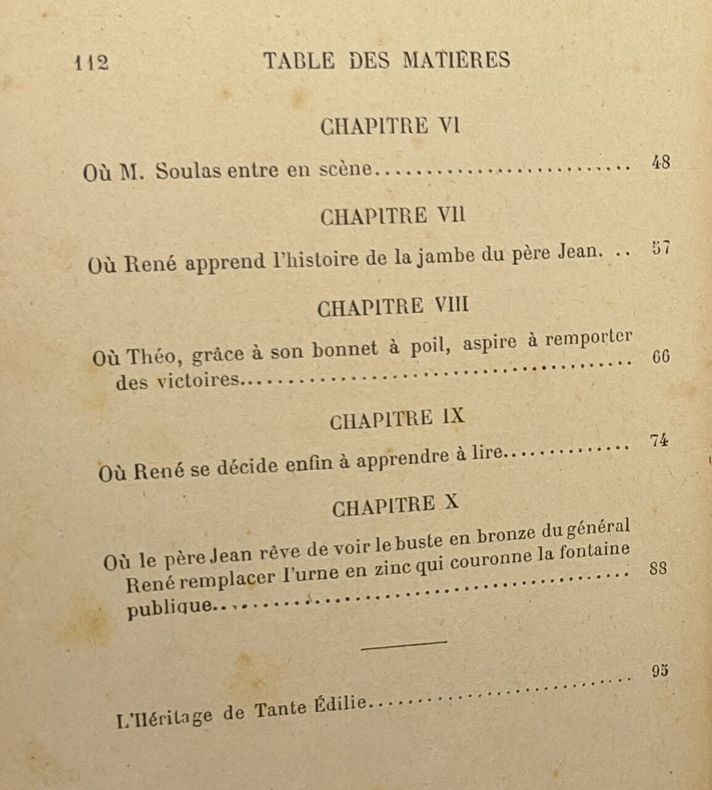 112 TABLE DES MATIÈRES
CHAPITRE VI
Où M. Soulas entre en scène........................... 48
CHAPITRE VII
Où René apprend l'histoire de la jambe du père Jean. .. 57
CHAPITRE VIII
Où Théo, grâce à son bonnet à poil, aspire à remporter
des victoires....................................... 66
CHAPITRE IX
Où René se décide enfin à apprendre à lire.............. 74
CHAPITRE X
Où le père Jean rêve de voir le buste en bronze du général
René remplacer l'urne en zinc qui couronne la fontaine
publique.......................................... 88
L'Héritage de Tante Édilie........................... 95